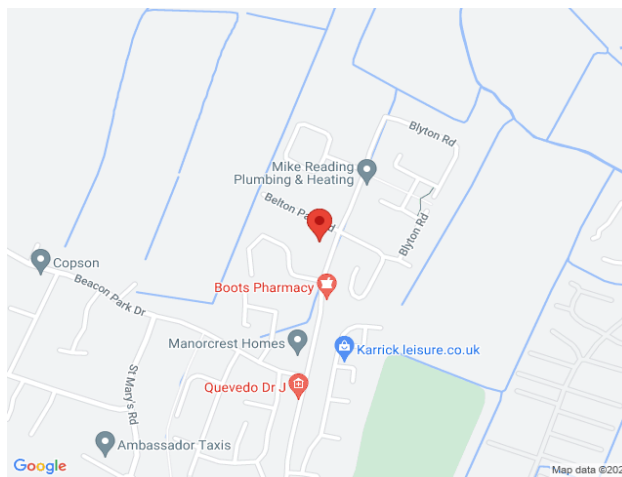 Blyton Rd
Mike Reading
Plumbing & Heating
Belton Pa
d
Blyton Rd
Copson
Beacon Park Dr
Boots Pharmacy
Manorcrest Homes
Karrick leisure.co.uk
St Mary's Rd
Quevedo Dr J
Ambassador Taxis
Google
Map data ©202